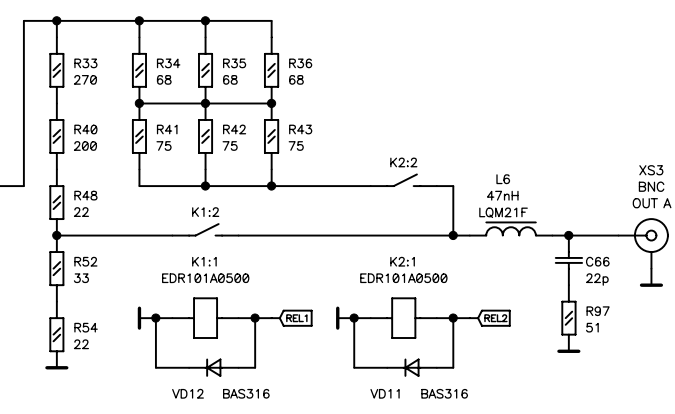 R33
270
R34
68
R35
68
R36
68
R40
200
R41
75
R42
75
R43
75
K2:2
L6
47nH
LQM21F
XS3
BNC
OUT A
R48
22
K1:2
R52
33
K1:1
EDR101A0500
K2:1
EDR101A0500
C66
22p
REL1
REL2
R97
51
R54
22
VD12 BAS316
VD11 BAS316